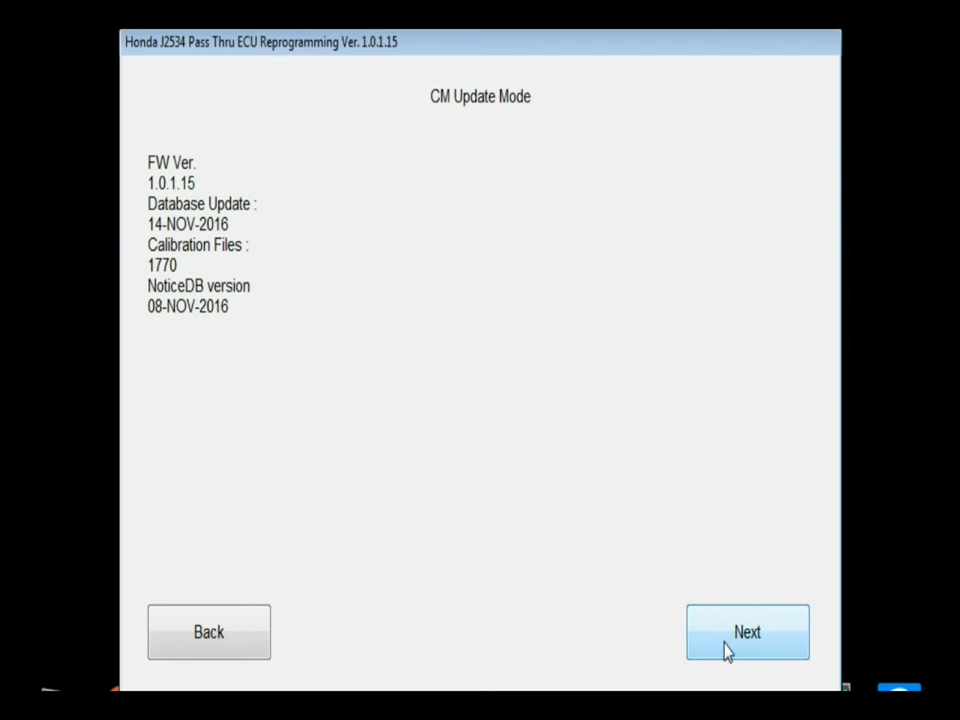 Honda J2534 Pass Thru ECU Reprogramming Ver. 1.0.1.15
CM Update Mode
FW Ver.
1.0.1.15
Database Update :
14-NOV-2016
Calibration Files :
1770
NoticeDB version
08-NOV-2016
Back
Next